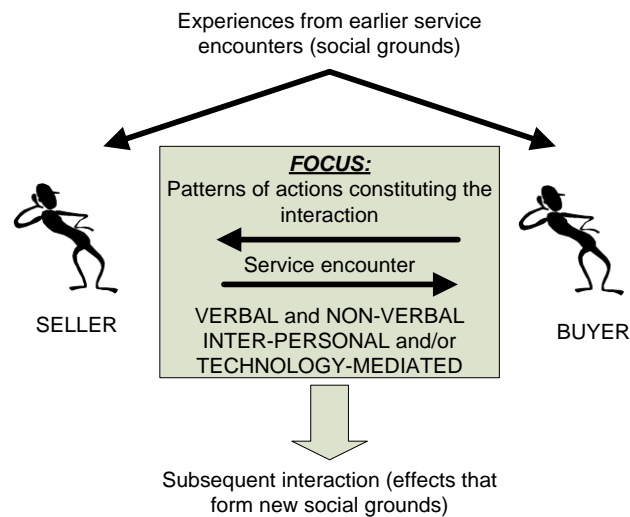 Experiences from earlier service
encounters (social grounds)
FOCUS:
Patterns of actions constituting the
interaction
Service encounter
SELLER
VERBAL and NON-VERBAL
INTER-PERSONAL and/or
TECHNOLOGY-MEDIATED
BUYER
Subsequent interaction (effects that
form new social grounds)